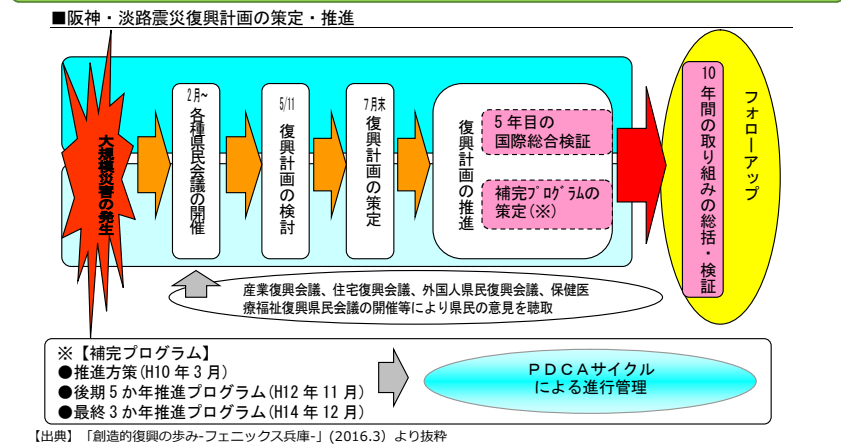 ■阪神・淡路震災復興計画の策定・推進
大規模災害の発生
2月~
各種県民会議の開催
5/11
復興計画の検討
7月末
復興計画の策定
復興計画の推進
5年目の
国際総合検証
補完ﾌﾟﾛｸﾞﾗﾑの
策定(※)
10年間の取り組みの総括・検証
フォローアップ
産業復興会議、住宅復興会議、外国人県民復興会議、保健医
療福祉復興県民会議の開催等により県民の意見を聴取
※【補完プログラム】
●推進方策(H10年3月)
●後期5か年推進プログラム(H12年11月)
●最終3か年推進プログラム(H14年12月)
PDCAサイクル
による進行管理
【出典】「創造的復興の歩み-フェニックス兵庫-」(2016.3)より抜粋